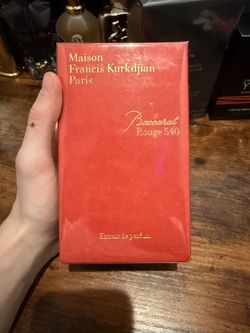 Maison
Francis Kurkdjian
Paris
Baccarat
Rouge 540
Extrait de parfum